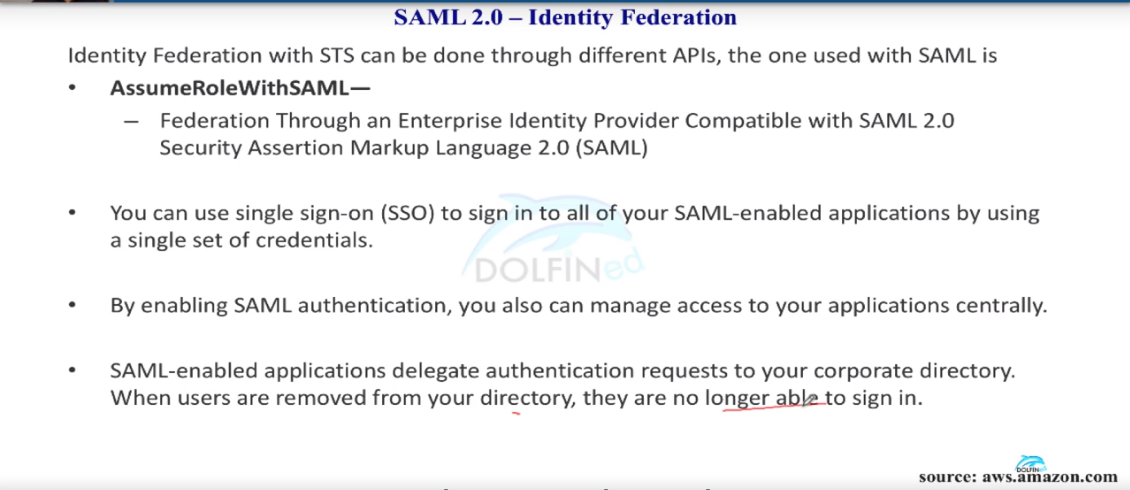 SAML 2.0 – Identity Federation
Identity Federation with STS can be done through different APIs, the one used with SAML is
• AssumeRoleWithSAML—
– Federation Through an Enterprise Identity Provider Compatible with SAML 2.0
Security Assertion Markup Language 2.0 (SAML)
• You can use single sign-on (SSO) to sign in to all of your SAML-enabled applications by using
a single set of credentials.
DOLFINed
• By enabling SAML authentication, you also can manage access to your applications centrally.
• SAML-enabled applications delegate authentication requests to your corporate directory.
When users are removed from your directory, they are no longer able to sign in.
DOLFIN
source: aws.amazon.com